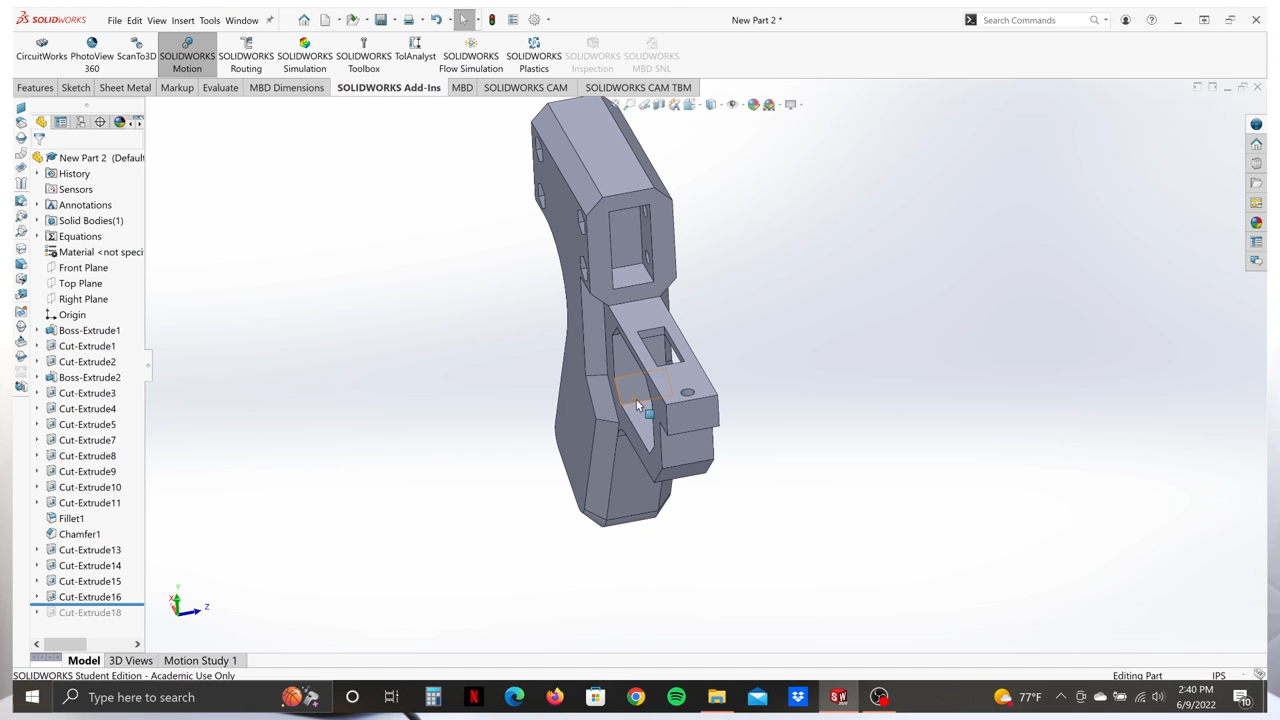 SOLIDWORKS
File Edit View Insert Tools Window
New Part 2 *
Search Commands
CircuitWorks PhotoView 360 ScanTo3D SOLIDWORKS Motion SOLIDWORKS Routing SOLIDWORKS Simulation SOLIDWORKS Toolbox TolAnalyst SOLIDWORKS Flow Simulation SOLIDWORKS Plastics SOLIDWORKS Inspection SOLIDWORKS MBD SNL
Features Sketch Sheet Metal Markup Evaluate MBD Dimensions SOLIDWORKS Add-Ins MBD SOLIDWORKS CAM SOLIDWORKS CAM TBM
New Part 2 (Default
History
Sensors
Annotations
Solid Bodies(1)
Equations
Material <not speci
Front Plane
Top Plane
Right Plane
Origin
Boss-Extrude1
Cut-Extrude1
Cut-Extrude2
Boss-Extrude2
Cut-Extrude3
Cut-Extrude4
Cut-Extrude5
Cut-Extrude7
Cut-Extrude8
Cut-Extrude9
Cut-Extrude10
Cut-Extrude11
Fillet1
Chamfer1
Cut-Extrude13
Cut-Extrude14
Cut-Extrude15
Cut-Extrude16
Cut-Extrude18
Y
X
Z
Model 3D Views Motion Study 1
SOLIDWORKS Student Edition - Academic Use Only
Editing Part IPS
Type here to search
77°F
2:40 PM
6/9/2022
10